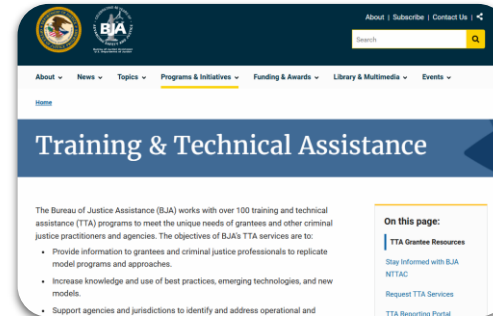 About | Subscribe | Contact Us |
BJA
Search
About
News
Topics
Programs & Initiatives
Funding & Awards
Library & Multimedia
Events
Home
Training & Technical Assistance
The Bureau of Justice Assistance (BJA) works with over 100 training and technical
assistance (TTA) programs to meet the unique needs of grantees and other criminal
justice practitioners and agencies. The objectives of BJA's TTA services are to:
• Provide information to grantees and criminal justice professionals to replicate
model programs and approaches.
• Increase knowledge and use of best practices, emerging technologies, and new
models.
• Support agencies and jurisdictions to identify and address operational and
On this page:
TTA Grantee Resources
Stay Informed with BJA
NTTAC
Request TTA Services
TTA Reporting Portal